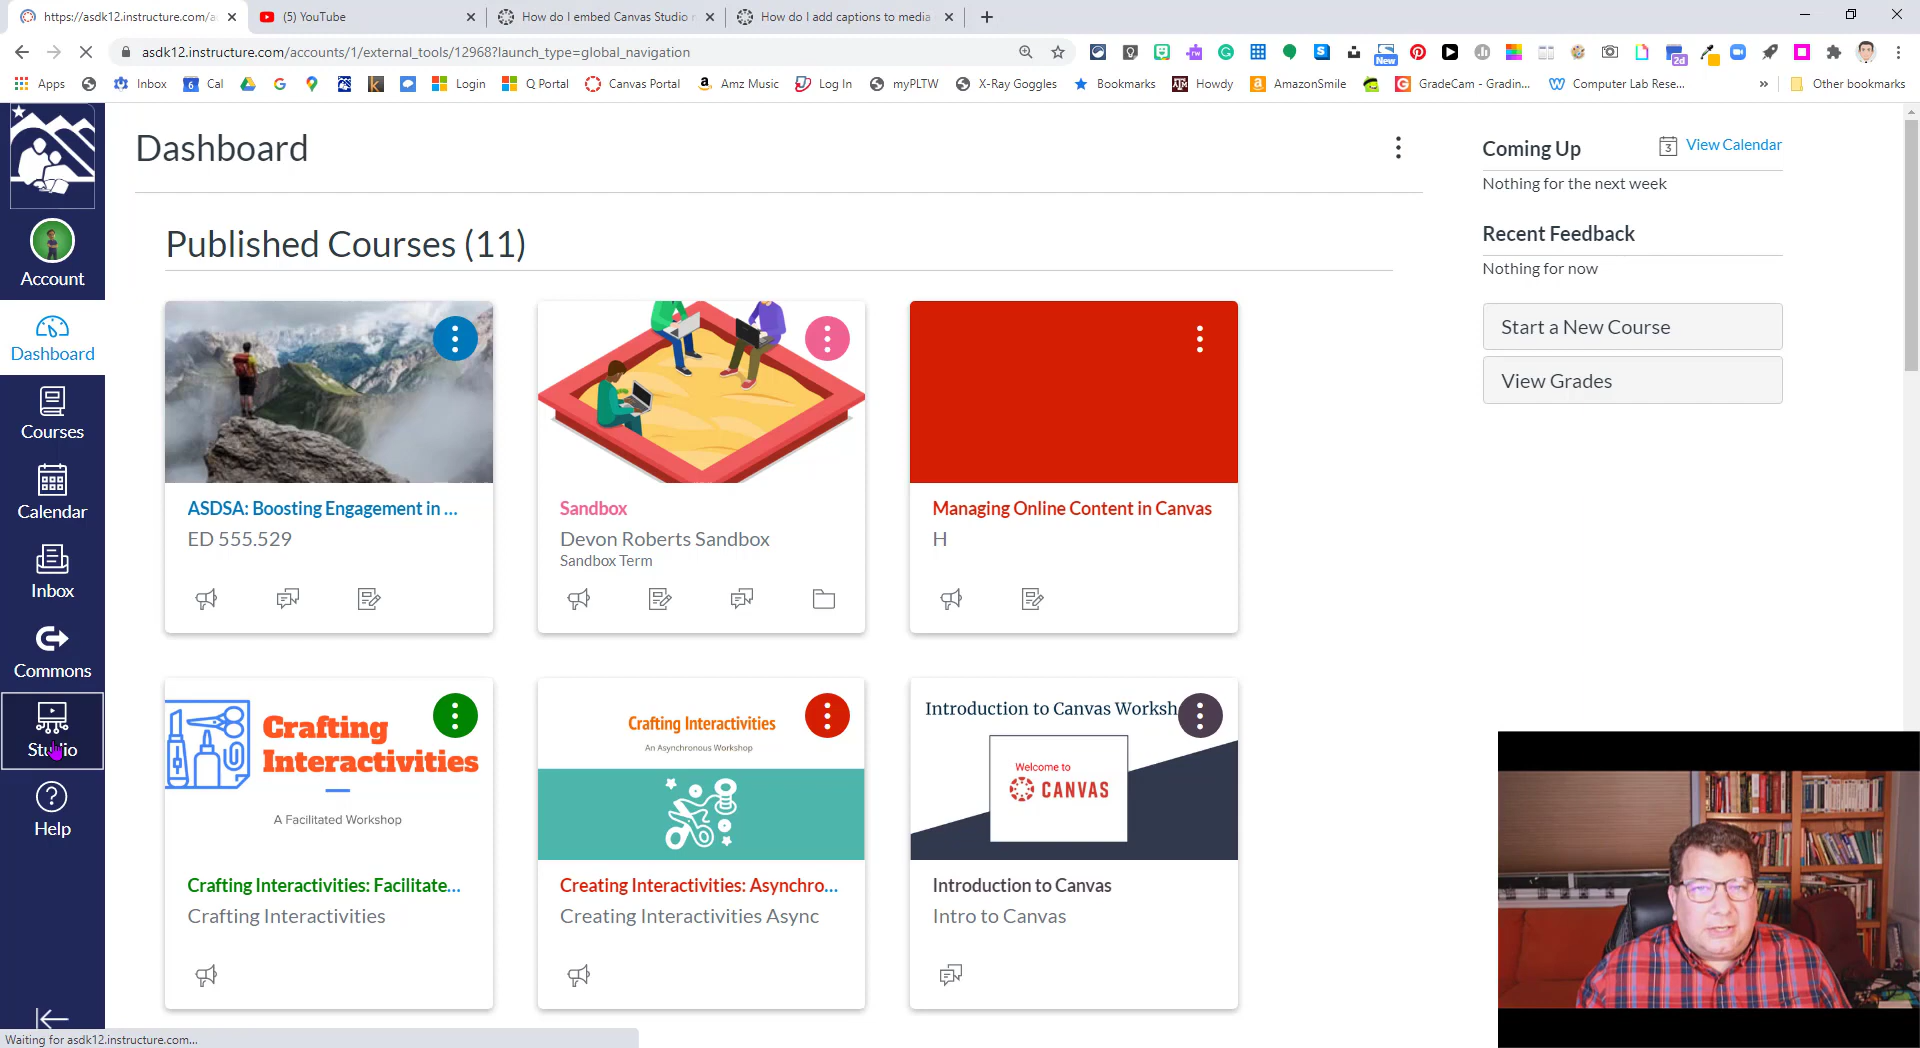 https://asdk12.instructure.com/a
(5) YouTube
How do I embed Canvas Studio
How do I add captions to media
asdk12.instructure.com/accounts/1/external_tools/12968?launch_type=global_navigation
New
2d
Apps
Inbox
6
Cal
Login
Q Portal
Canvas Portal
Amz Music
Log In
myPLTW
X-Ray Goggles
Bookmarks
Howdy
AmazonSmile
GradeCam - Gradin...
Computer Lab Rese...
»
Other bookmarks
Account
Dashboard
Courses
Calendar
Inbox
Commons
Studio
Help
Dashboard
Published Courses (11)
ASDSA: Boosting Engagement in ...
ED 555.529
Sandbox
Devon Roberts Sandbox
Sandbox Term
Managing Online Content in Canvas
H
Crafting
Interactivities
A Facilitated Workshop
Crafting Interactivities: Facilitate...
Crafting Interactivities
Crafting Interactivities
An Asynchronous Workshop
Creating Interactivities: Asynchro...
Creating Interactivities Async
Introduction to Canvas Worksh
Welcome to
CANVAS
Introduction to Canvas
Intro to Canvas
Coming Up
3
View Calendar
Nothing for the next week
Recent Feedback
Nothing for now
Start a New Course
View Grades
Waiting for asdk12.instructure.com...